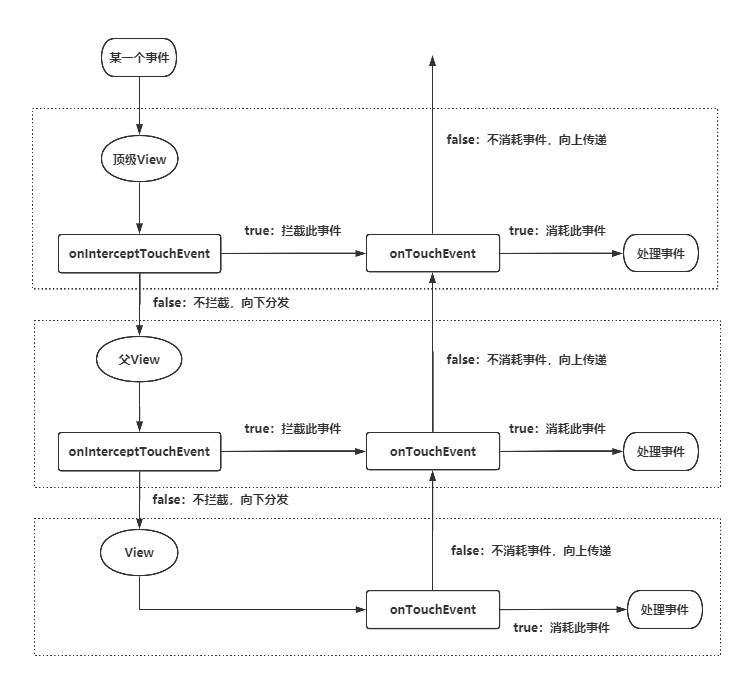 某一个事件
false：不消耗事件，向上传递
顶级View
true：拦截此事件
true：消耗此事件
onInterceptTouchEvent
onTouchEvent
处理事件
false：不拦截，向下分发
父View
false：不消耗事件，向上传递
true：拦截此事件
true：消耗此事件
onInterceptTouchEvent
onTouchEvent
处理事件
false：不拦截，向下分发
View
false：不消耗事件，向上传递
onTouchEvent
处理事件
true：消耗此事件